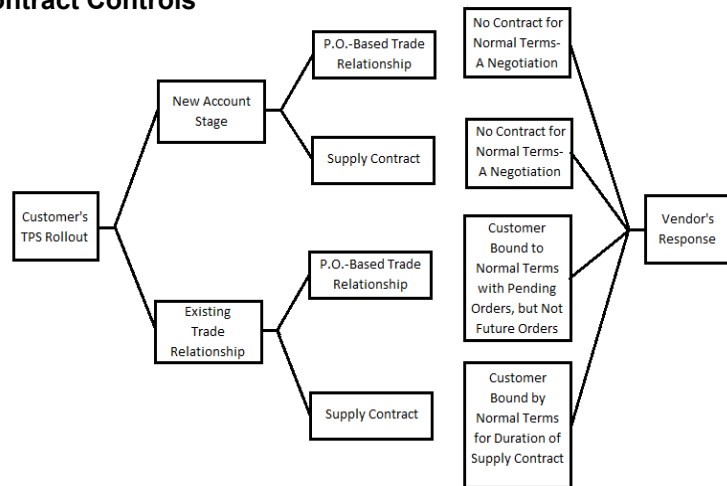 ontract Controls
P.O.-Based Trade
Relationship
No Contract for
Normal Terms-
A Negotiation
New Account
Stage
Supply Contract
No Contract for
Normal Terms-
A Negotiation
Customer's
TPS Rollout
Vendor's
Response
P.O.-Based Trade
Relationship
Customer
Bound to
Normal Terms
with Pending
Orders, but Not
Future Orders
Existing
Trade
Relationship
Supply Contract
Customer
Bound by
Normal Terms
for Duration of
Supply Contract